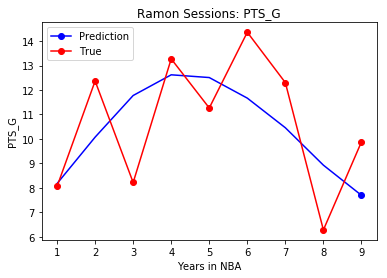 Ramon Sessions: PTS_G
Prediction
True
PTS_G
14
13
12
11
10
9
8
7
6
1 2 3 4 5 6 7 8 9
Years in NBA